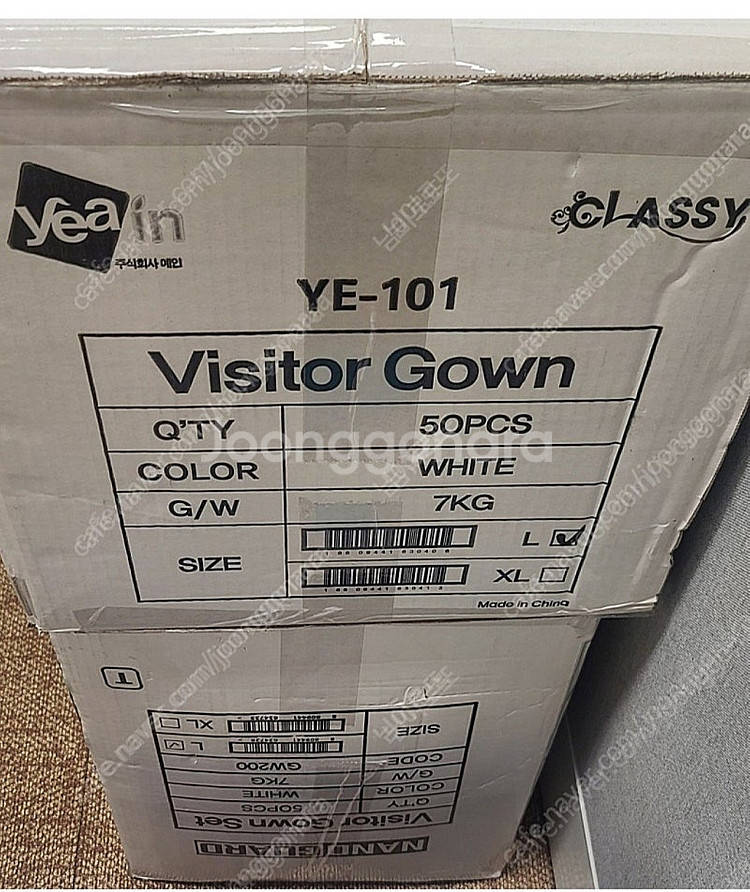 yea in
주식회사 예인
CLASSY
YE-101
Visitor Gown
Q'TY 50PCS
COLOR WHITE
G/W 7KG
SIZE
L
XL
Made in China
Joonggonara
T
NANOGUARD
Visitor Gown Set
Q'TY 50PCS
COLOR WHITE
G/W 7KG
CODE GW200
SIZE L
XL